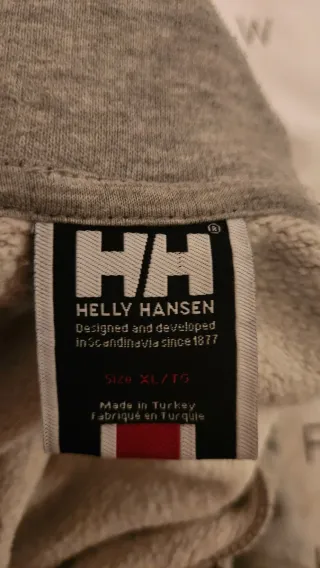 W
HH®
HELLY HANSEN
Designed and developed
in Scandinavia since 1877
Size XL/TG
Made in Turkey
Fabriqué en Turquie